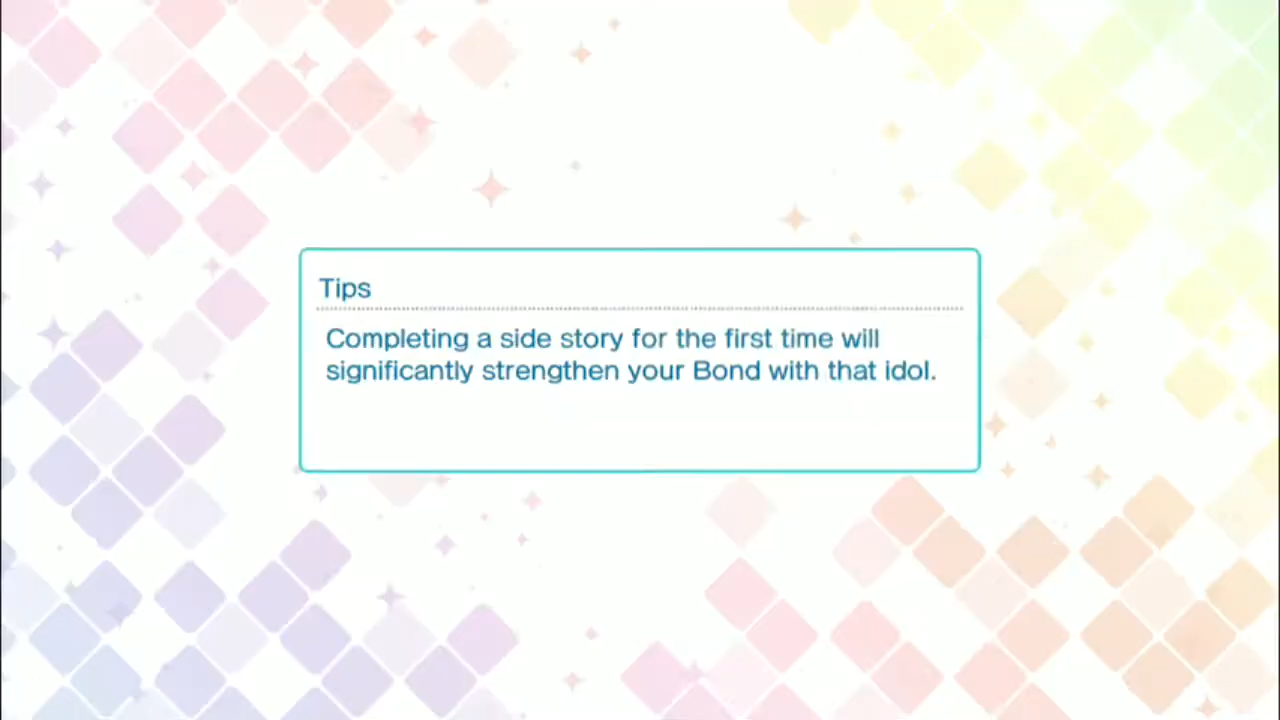 Tips
Completing a side story for the first time will
significantly strengthen your Bond with that idol.